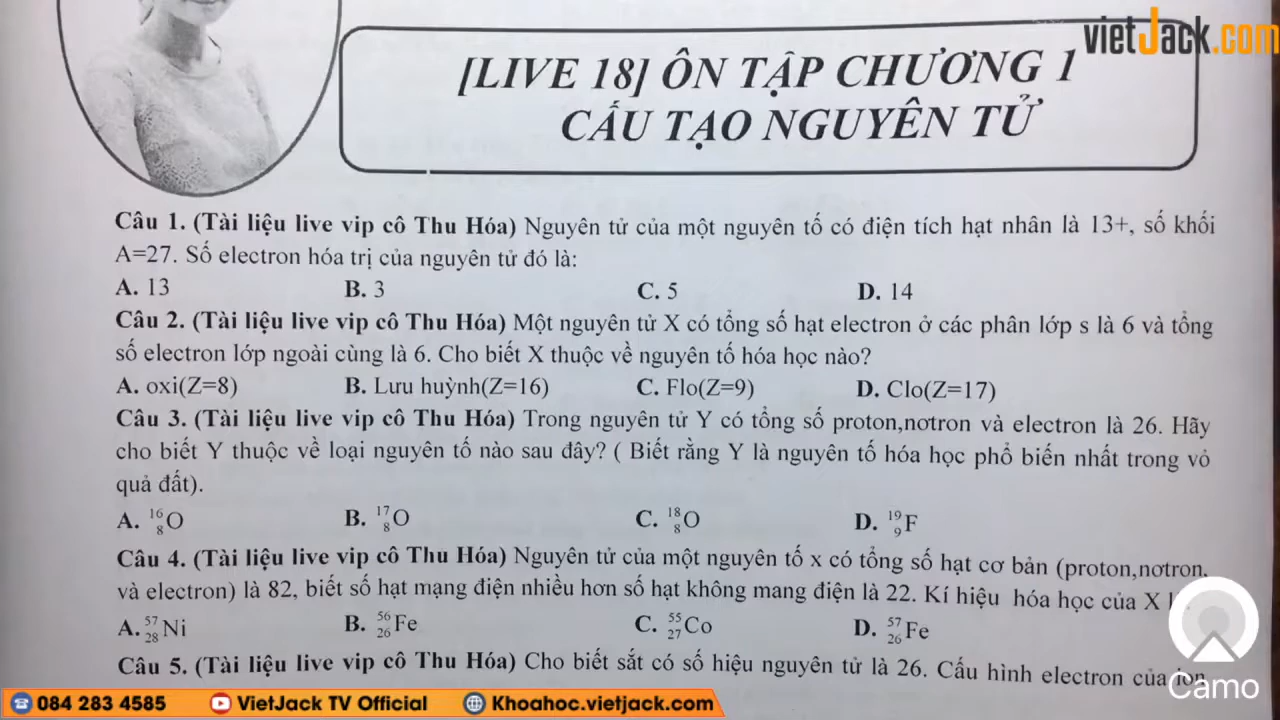 vietJack.com
[LIVE 18] ÔN TẬP CHƯƠNG 1
CẤU TẠO NGUYÊN TỬ
Câu 1. (Tài liệu live vip cô Thu Hóa) Nguyên tử của một nguyên tố có điện tích hạt nhân là 13+, số khối
A=27. Số electron hóa trị của nguyên tử đó là:
A. 13 B. 3 C. 5 D. 14
Câu 2. (Tài liệu live vip cô Thu Hóa) Một nguyên tử X có tổng số hạt electron ở các phân lớp s là 6 và tổng
số electron lớp ngoài cùng là 6. Cho biết X thuộc về nguyên tố hóa học nào?
A. oxi(Z=8) B. Lưu huỳnh(Z=16) C. Flo(Z=9) D. Clo(Z=17)
Câu 3. (Tài liệu live vip cô Thu Hóa) Trong nguyên tử Y có tổng số proton,nơtron và electron là 26. Hãy
cho biết Y thuộc về loại nguyên tố nào sau đây? ( Biết rằng Y là nguyên tố hóa học phổ biến nhất trong vỏ
quả đất).
A. ¹⁶₈O B. ¹⁷₈O C. ¹⁸₈O D. ¹⁹₉F
Câu 4. (Tài liệu live vip cô Thu Hóa) Nguyên tử của một nguyên tố x có tổng số hạt cơ bản (proton,nơtron,
và electron) là 82, biết số hạt mạng điện nhiều hơn số hạt không mang điện là 22. Kí hiệu hóa học của X
A. ⁵⁷₂₈Ni B. ⁵⁶₂₆Fe C. ⁵⁵₂₇Co D. ⁵⁷₂₆Fe
Câu 5. (Tài liệu live vip cô Thu Hóa) Cho biết sắt có số hiệu nguyên tử là 26. Cấu hình electron của ion
Camo
084 283 4585 VietJack TV Official Khoahoc.vietjack.com